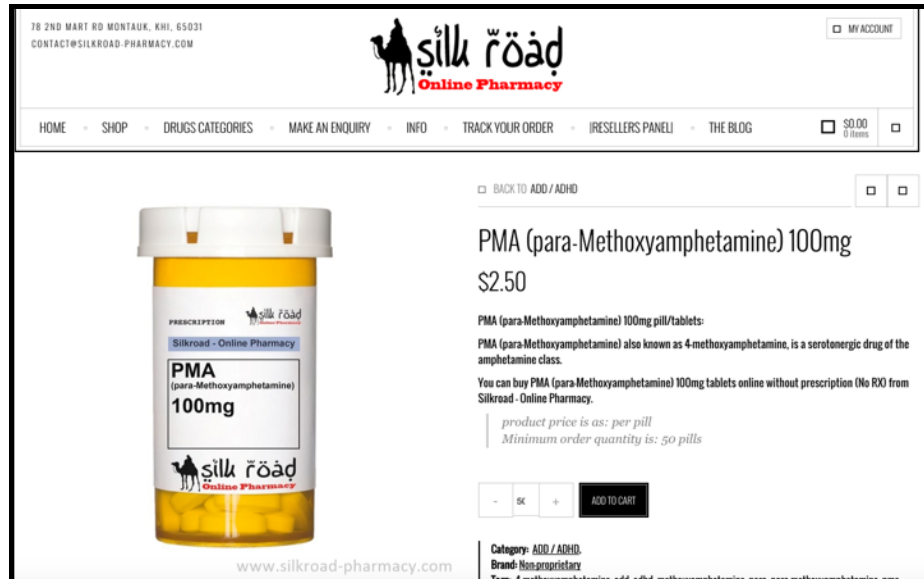 78 2ND MART RD MONTAUK, KHI, 65031
CONTACT@SILKROAD-PHARMACY.COM
MY ACCOUNT
silk röad
Online Pharmacy
HOME
SHOP
DRUGS CATEGORIES
MAKE AN ENQUIRY
INFO
TRACK YOUR ORDER
|RESELLERS PANEL|
THE BLOG
$0.00
0 items
BACK TO ADD / ADHD
PMA (para-Methoxyamphetamine) 100mg
$2.50
PMA (para-Methoxyamphetamine) 100mg pill/tablets:
PMA (para-Methoxyamphetamine) also known as 4-methoxyamphetamine, is a serotonergic drug of the
amphetamine class.
You can buy PMA (para-Methoxyamphetamine) 100mg tablets online without prescription (No RX) from
Silkroad - Online Pharmacy.
product price is as: per pill
Minimum order quantity is: 50 pills
- 50 +
ADD TO CART
Category: ADD / ADHD,
Brand: Non-proprietary
PRESCRIPTION
silk röad
Online Pharmacy
Silkroad - Online Pharmacy
PMA
(para-Methoxyamphetamine)
100mg
silk röad
Online Pharmacy
www.silkroad-pharmacy.com